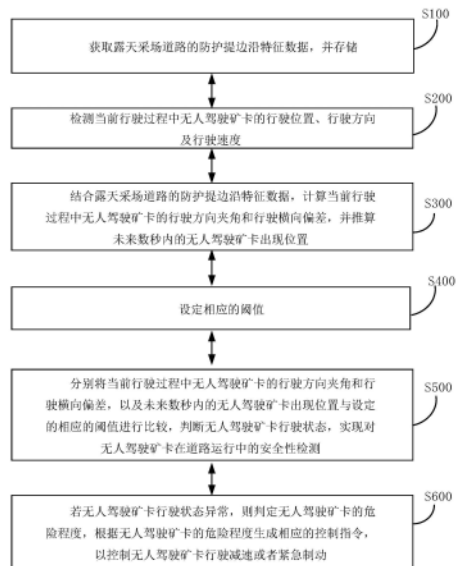 S100
获取露天采场道路的防护提边沿特征数据，并存储
S200
检测当前行驶过程中无人驾驶矿卡的行驶位置、行驶方向
及行驶速度
S300
结合露天采场道路的防护提边沿特征数据，计算当前行驶
过程中无人驾驶矿卡的行驶方向夹角和行驶横向偏差，并推算
未来数秒内的无人驾驶矿卡出现位置
S400
设定相应的阈值
S500
分别将当前行驶过程中无人驾驶矿卡的行驶方向夹角和行
驶横向偏差，以及未来数秒内的无人驾驶矿卡出现位置与设定
的相应的阈值进行比较，判断无人驾驶矿卡行驶状态，实现对
无人驾驶矿卡在道路运行中的安全性检测
S600
若无人驾驶矿卡行驶状态异常，则判定无人驾驶矿卡的危
险程度，根据无人驾驶矿卡的危险程度生成相应的控制指令，
以控制无人驾驶矿卡行驶减速或者紧急制动